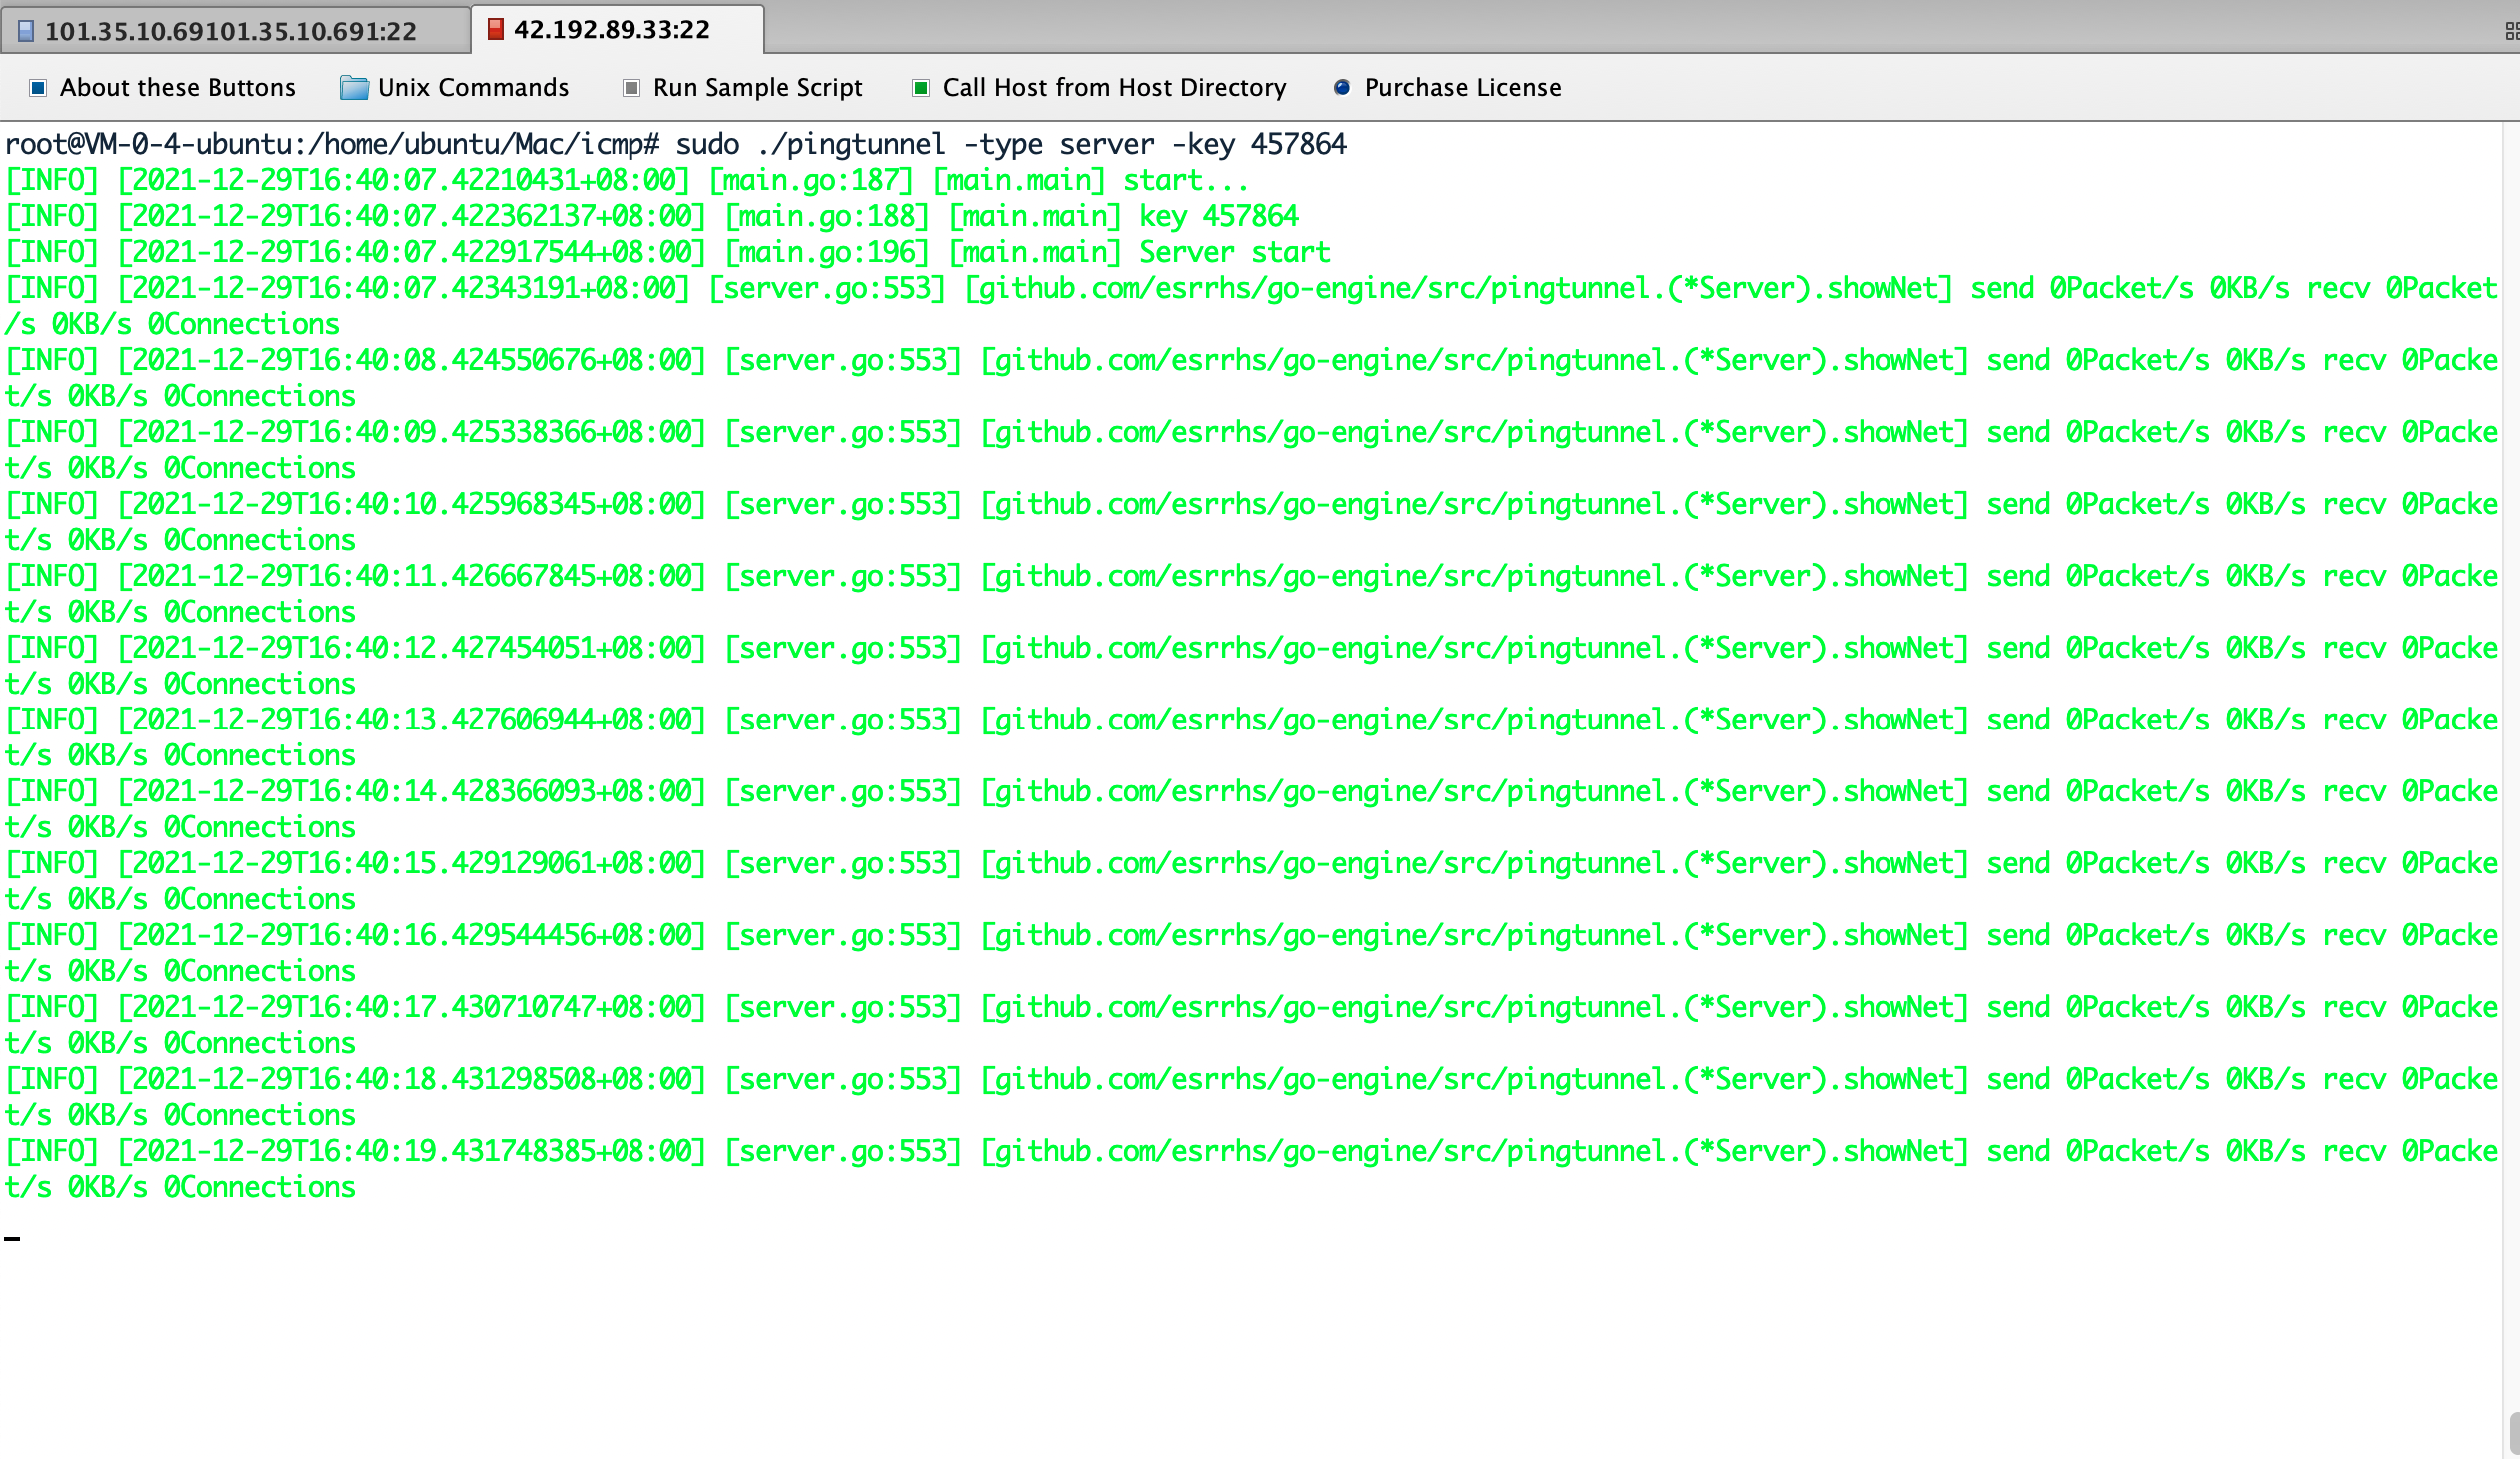 101.35.10.69101.35.10.691:22
42.192.89.33:22
About these Buttons
Unix Commands
Run Sample Script
Call Host from Host Directory
Purchase License
root@VM-0-4-ubuntu:/home/ubuntu/Mac/icmp# sudo ./pingtunnel -type server -key 457864
[INFO] [2021-12-29T16:40:07.42210431+08:00] [main.go:187] [main.main] start...
[INFO] [2021-12-29T16:40:07.422362137+08:00] [main.go:188] [main.main] key 457864
[INFO] [2021-12-29T16:40:07.422917544+08:00] [main.go:196] [main.main] Server start
[INFO] [2021-12-29T16:40:07.42343191+08:00] [server.go:553] [github.com/esrrhs/go-engine/src/pingtunnel.(*Server).showNet] send 0Packet/s 0KB/s recv 0Packet
/s 0KB/s 0Connections
[INFO] [2021-12-29T16:40:08.424550676+08:00] [server.go:553] [github.com/esrrhs/go-engine/src/pingtunnel.(*Server).showNet] send 0Packet/s 0KB/s recv 0Packe
t/s 0KB/s 0Connections
[INFO] [2021-12-29T16:40:09.425338366+08:00] [server.go:553] [github.com/esrrhs/go-engine/src/pingtunnel.(*Server).showNet] send 0Packet/s 0KB/s recv 0Packe
t/s 0KB/s 0Connections
[INFO] [2021-12-29T16:40:10.425968345+08:00] [server.go:553] [github.com/esrrhs/go-engine/src/pingtunnel.(*Server).showNet] send 0Packet/s 0KB/s recv 0Packe
t/s 0KB/s 0Connections
[INFO] [2021-12-29T16:40:11.426667845+08:00] [server.go:553] [github.com/esrrhs/go-engine/src/pingtunnel.(*Server).showNet] send 0Packet/s 0KB/s recv 0Packe
t/s 0KB/s 0Connections
[INFO] [2021-12-29T16:40:12.427454051+08:00] [server.go:553] [github.com/esrrhs/go-engine/src/pingtunnel.(*Server).showNet] send 0Packet/s 0KB/s recv 0Packe
t/s 0KB/s 0Connections
[INFO] [2021-12-29T16:40:13.427606944+08:00] [server.go:553] [github.com/esrrhs/go-engine/src/pingtunnel.(*Server).showNet] send 0Packet/s 0KB/s recv 0Packe
t/s 0KB/s 0Connections
[INFO] [2021-12-29T16:40:14.428366093+08:00] [server.go:553] [github.com/esrrhs/go-engine/src/pingtunnel.(*Server).showNet] send 0Packet/s 0KB/s recv 0Packe
t/s 0KB/s 0Connections
[INFO] [2021-12-29T16:40:15.429129061+08:00] [server.go:553] [github.com/esrrhs/go-engine/src/pingtunnel.(*Server).showNet] send 0Packet/s 0KB/s recv 0Packe
t/s 0KB/s 0Connections
[INFO] [2021-12-29T16:40:16.429544456+08:00] [server.go:553] [github.com/esrrhs/go-engine/src/pingtunnel.(*Server).showNet] send 0Packet/s 0KB/s recv 0Packe
t/s 0KB/s 0Connections
[INFO] [2021-12-29T16:40:17.430710747+08:00] [server.go:553] [github.com/esrrhs/go-engine/src/pingtunnel.(*Server).showNet] send 0Packet/s 0KB/s recv 0Packe
t/s 0KB/s 0Connections
[INFO] [2021-12-29T16:40:18.431298508+08:00] [server.go:553] [github.com/esrrhs/go-engine/src/pingtunnel.(*Server).showNet] send 0Packet/s 0KB/s recv 0Packe
t/s 0KB/s 0Connections
[INFO] [2021-12-29T16:40:19.431748385+08:00] [server.go:553] [github.com/esrrhs/go-engine/src/pingtunnel.(*Server).showNet] send 0Packet/s 0KB/s recv 0Packe
t/s 0KB/s 0Connections